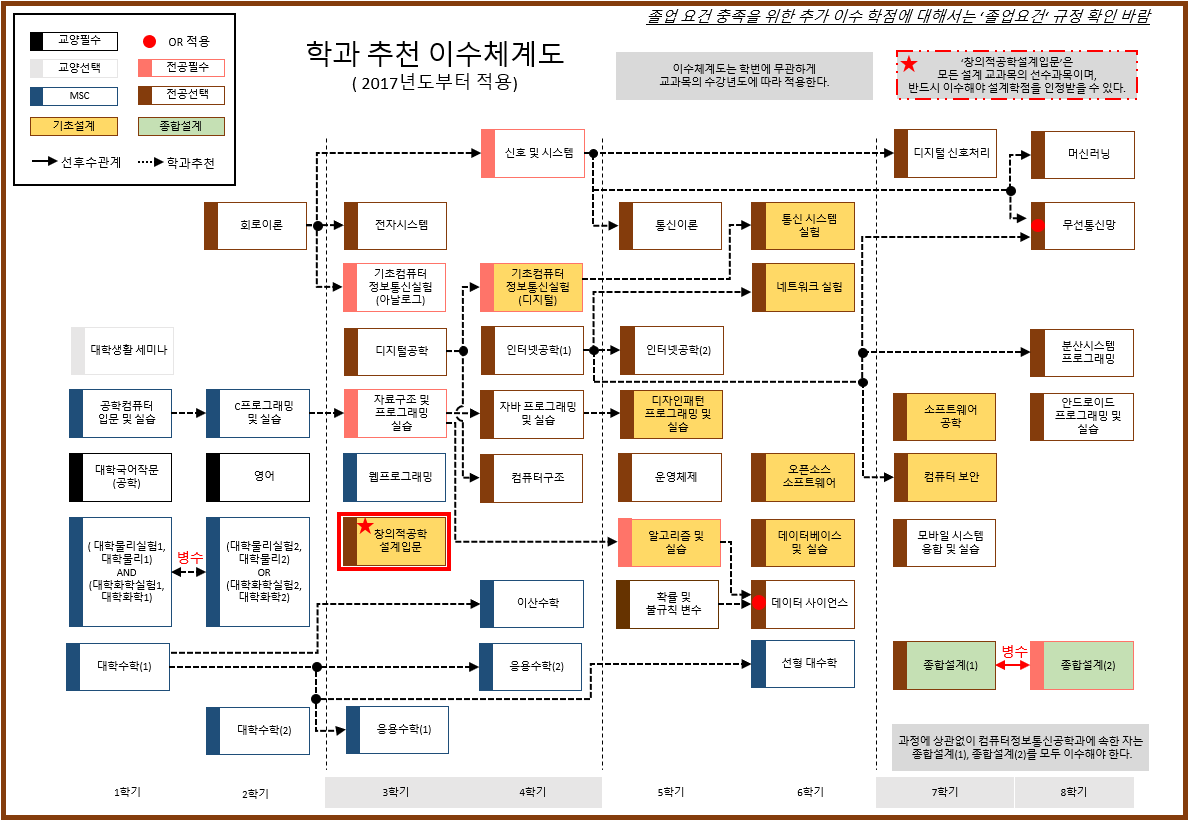 졸업 요건 충족을 위한 추가 이수 학점에 대해서는 ‘졸업요건‘ 규정 확인 바람
교양필수
OR 적용
교양선택
전공필수
MSC
전공선택
기초설계
종합설계
선후수관계
학과추천
학과 추천 이수체계도
( 2017년도부터 적용)
이수체계도는 학번에 무관하게
교과목의 수강년도에 따라 적용한다.
‘창의적공학설계입문’은
모든 설계 교과목의 선수과목이며,
반드시 이수해야 설계학점을 인정받을 수 있다.
신호 및 시스템
디지털 신호처리
머신러닝
회로이론
전자시스템
통신이론
통신 시스템
실험
무선통신망
기초컴퓨터
정보통신실험
(아날로그)
기초컴퓨터
정보통신실험
(디지털)
네트워크 실험
대학생활 세미나
디지털공학
인터넷공학(1)
인터넷공학(2)
분산시스템
프로그래밍
공학컴퓨터
입문 및 실습
C프로그래밍
및 실습
자료구조 및
프로그래밍
실습
자바 프로그래밍
및 실습
디자인패턴
프로그래밍 및
실습
소프트웨어
공학
안드로이드
프로그래밍 및
실습
대학국어작문
(공학)
영어
웹프로그래밍
컴퓨터구조
운영체제
오픈소스
소프트웨어
컴퓨터 보안
( 대학물리실험1,
대학물리1)
AND
(대학화학실험1,
대학화학1)
병수
(대학물리실험2,
대학물리2)
OR
(대학화학실험2,
대학화학2)
창의적공학
설계입문
알고리즘 및
실습
데이터베이스
및 실습
모바일 시스템
융합 및 실습
이산수학
확률 및
불규칙 변수
데이터 사이언스
대학수학(1)
응용수학(2)
선형 대수학
종합설계(1)
병수
종합설계(2)
대학수학(2)
응용수학(1)
과정에 상관없이 컴퓨터정보통신공학과에 속한 자는
종합설계(1), 종합설계(2)를 모두 이수해야 한다.
1학기
2학기
3학기
4학기
5학기
6학기
7학기
8학기